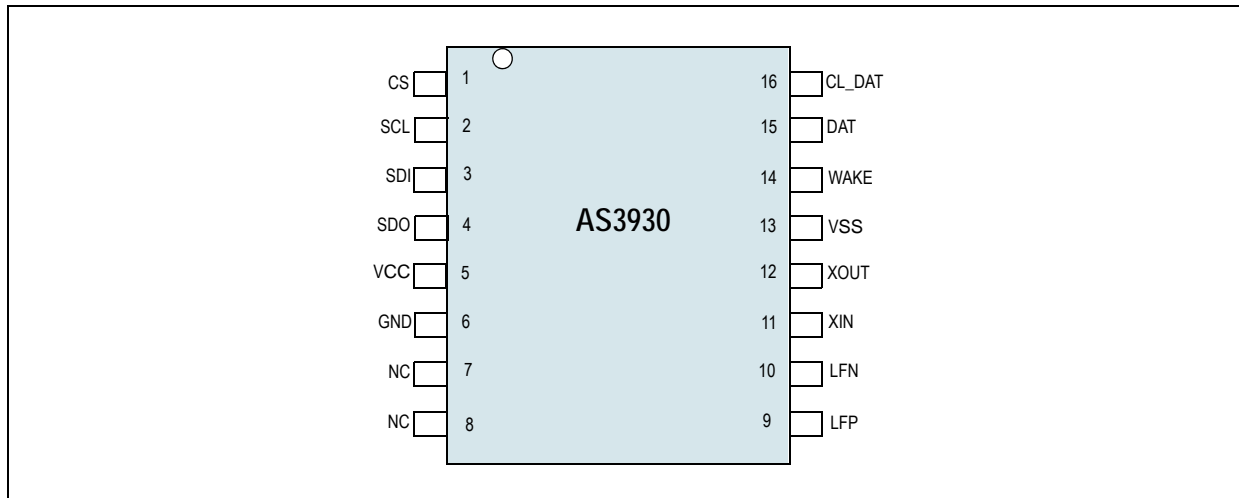 CS 1 16 CL_DAT
SCL 2 15 DAT
SDI 3 14 WAKE
SDO 4 AS3930 13 VSS
VCC 5 12 XOUT
GND 6 11 XIN
NC 7 10 LFN
NC 8 9 LFP